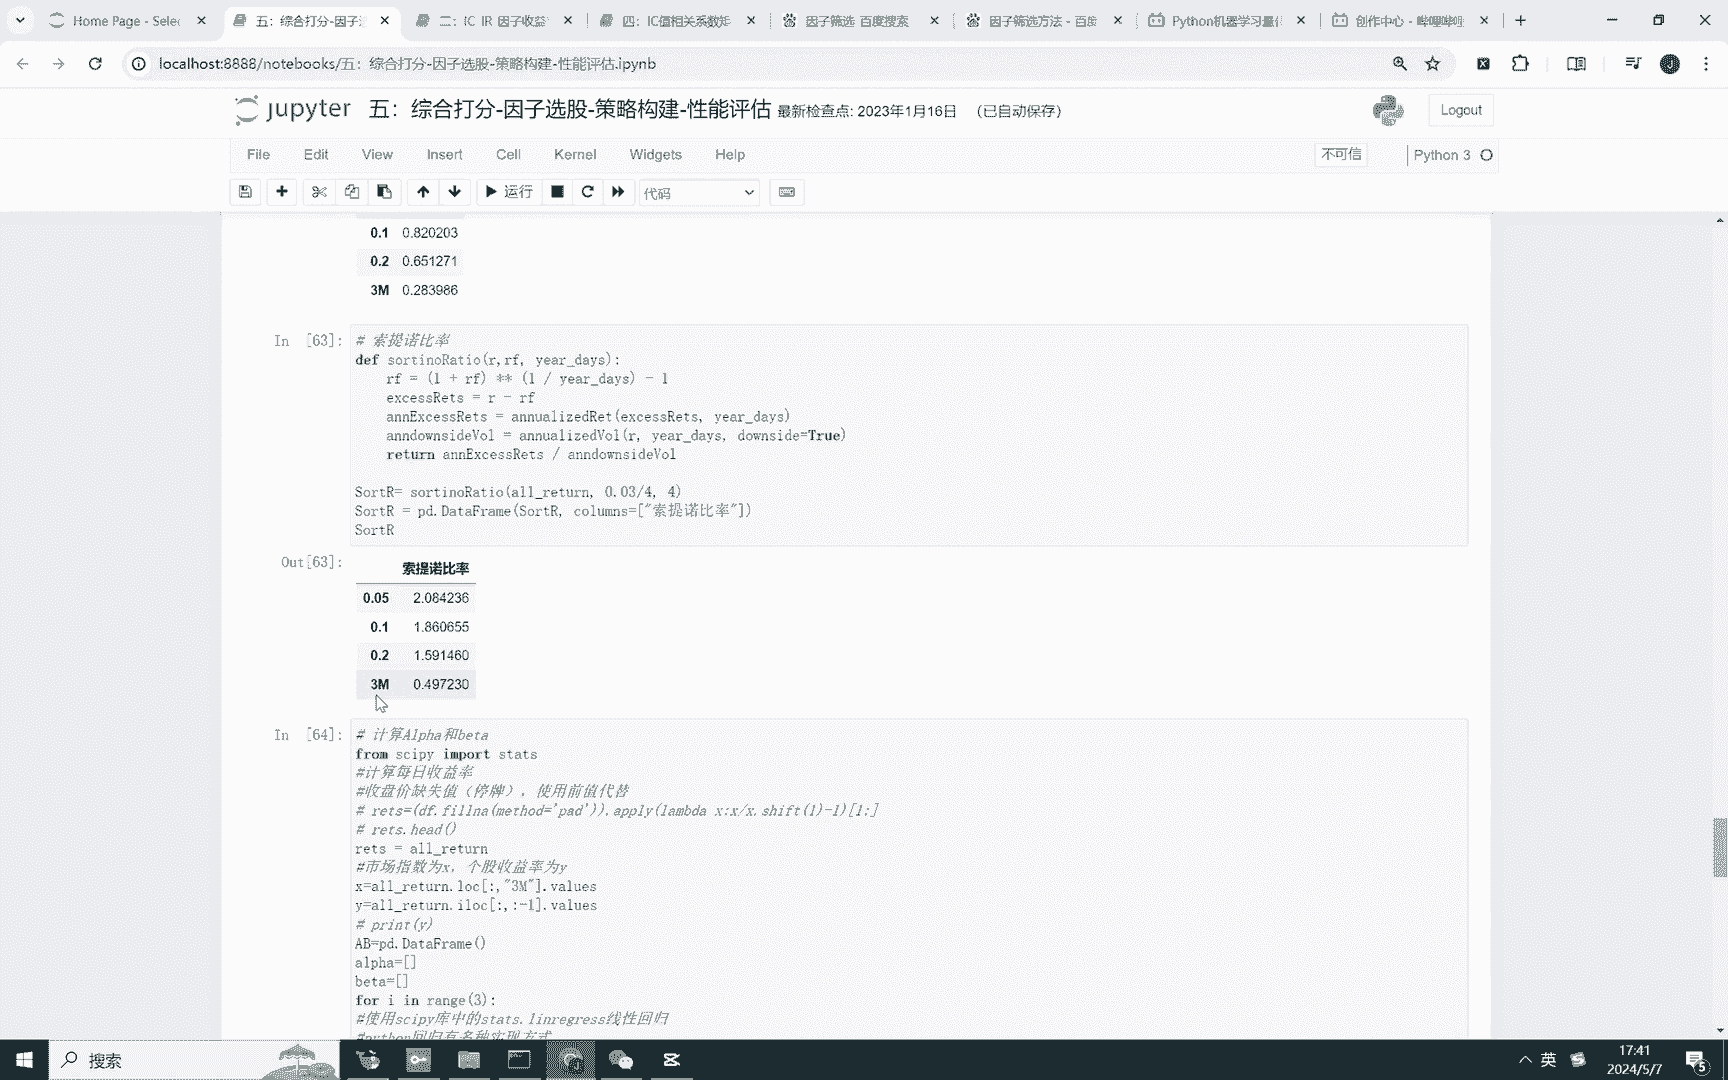 Home Page - Selec
五：综合打分-因子选
二：IC IR 因子收益
四：IC值相关系数矩
因子筛选_百度搜索
因子筛选方法 - 百度
Python机器学习量化
创作中心 - 哔哩哔哩
localhost:8888/notebooks/五：综合打分-因子选股-策略构建-性能评估.ipynb
J
jupyter 五：综合打分-因子选股-策略构建-性能评估 最新检查点: 2023年1月16日 （已自动保存）
Logout
File Edit View Insert Cell Kernel Widgets Help
不可信
Python 3
运行
代码
0.1 0.820203
0.2 0.651271
3M 0.283986
In [63]:
# 索提诺比率
def sortinoRatio(r,rf, year_days):
rf = (1 + rf) ** (1 / year_days) - 1
excessRets = r - rf
annExcessRets = annualizedRet(excessRets, year_days)
anndownsideVol = annualizedVol(r, year_days, downside=True)
return annExcessRets / anndownsideVol
SortR= sortinoRatio(all_return, 0.03/4, 4)
SortR = pd.DataFrame(SortR, columns=["索提诺比率"])
SortR
Out[63]:
索提诺比率
0.05 2.084236
0.1 1.860655
0.2 1.591460
3M 0.497230
In [64]:
# 计算Alpha和beta
from scipy import stats
#计算每日收益率
#收盘价缺失值（停牌），使用前值代替
# rets=(df.fillna(method='pad')).apply(lambda x:x/x.shift(1)-1)[1:]
# rets.head()
rets = all_return
#市场指数为x，个股收益率为y
x=all_return.loc[:,"3M"].values
y=all_return.iloc[:,:-1].values
# print(y)
AB=pd.DataFrame()
alpha=[]
beta=[]
for i in range(3):
#使用scipy库中的stats.linregress线性回归
#python回归有多种实现方式
搜索
英
17:41
2024/5/7
5